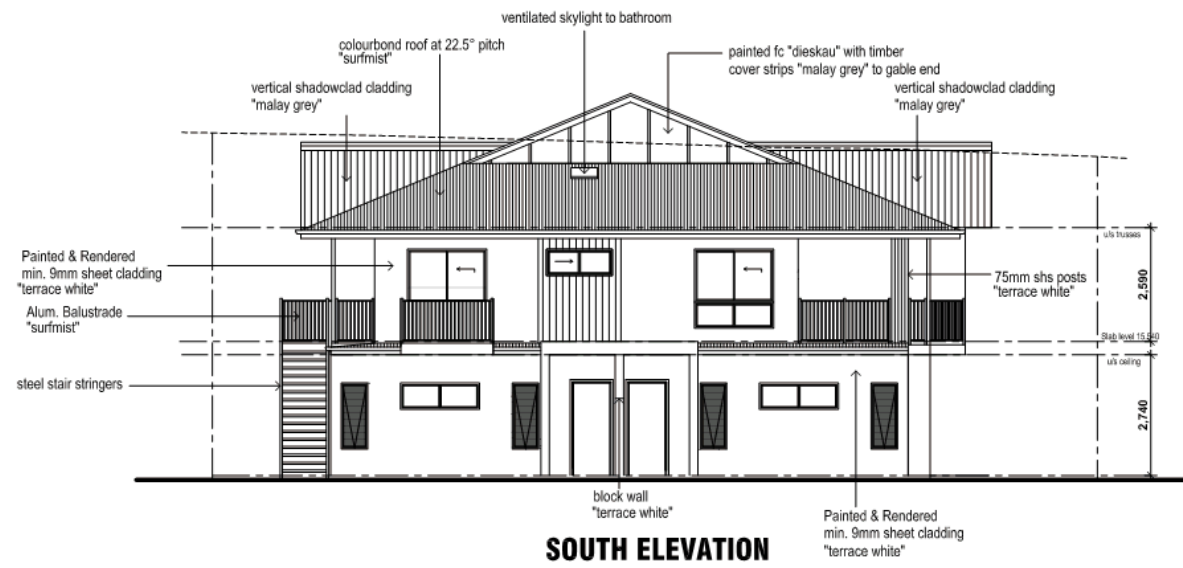 ventilated skylight to bathroom
colourbond roof at 22.5° pitch
"surfmist"
painted fc "dieskau" with timber
cover strips "malay grey" to gable end
vertical shadowclad cladding
"malay grey"
vertical shadowclad cladding
"malay grey"
u/s trusses
Painted & Rendered
min. 9mm sheet cladding
"terrace white"
75mm shs posts
"terrace white"
2,590
Alum. Balustrade
"surfmist"
Slab level 15.540
u/s ceiling
steel stair stringers
2,740
block wall
"terrace white"
Painted & Rendered
min. 9mm sheet cladding
"terrace white"
SOUTH ELEVATION